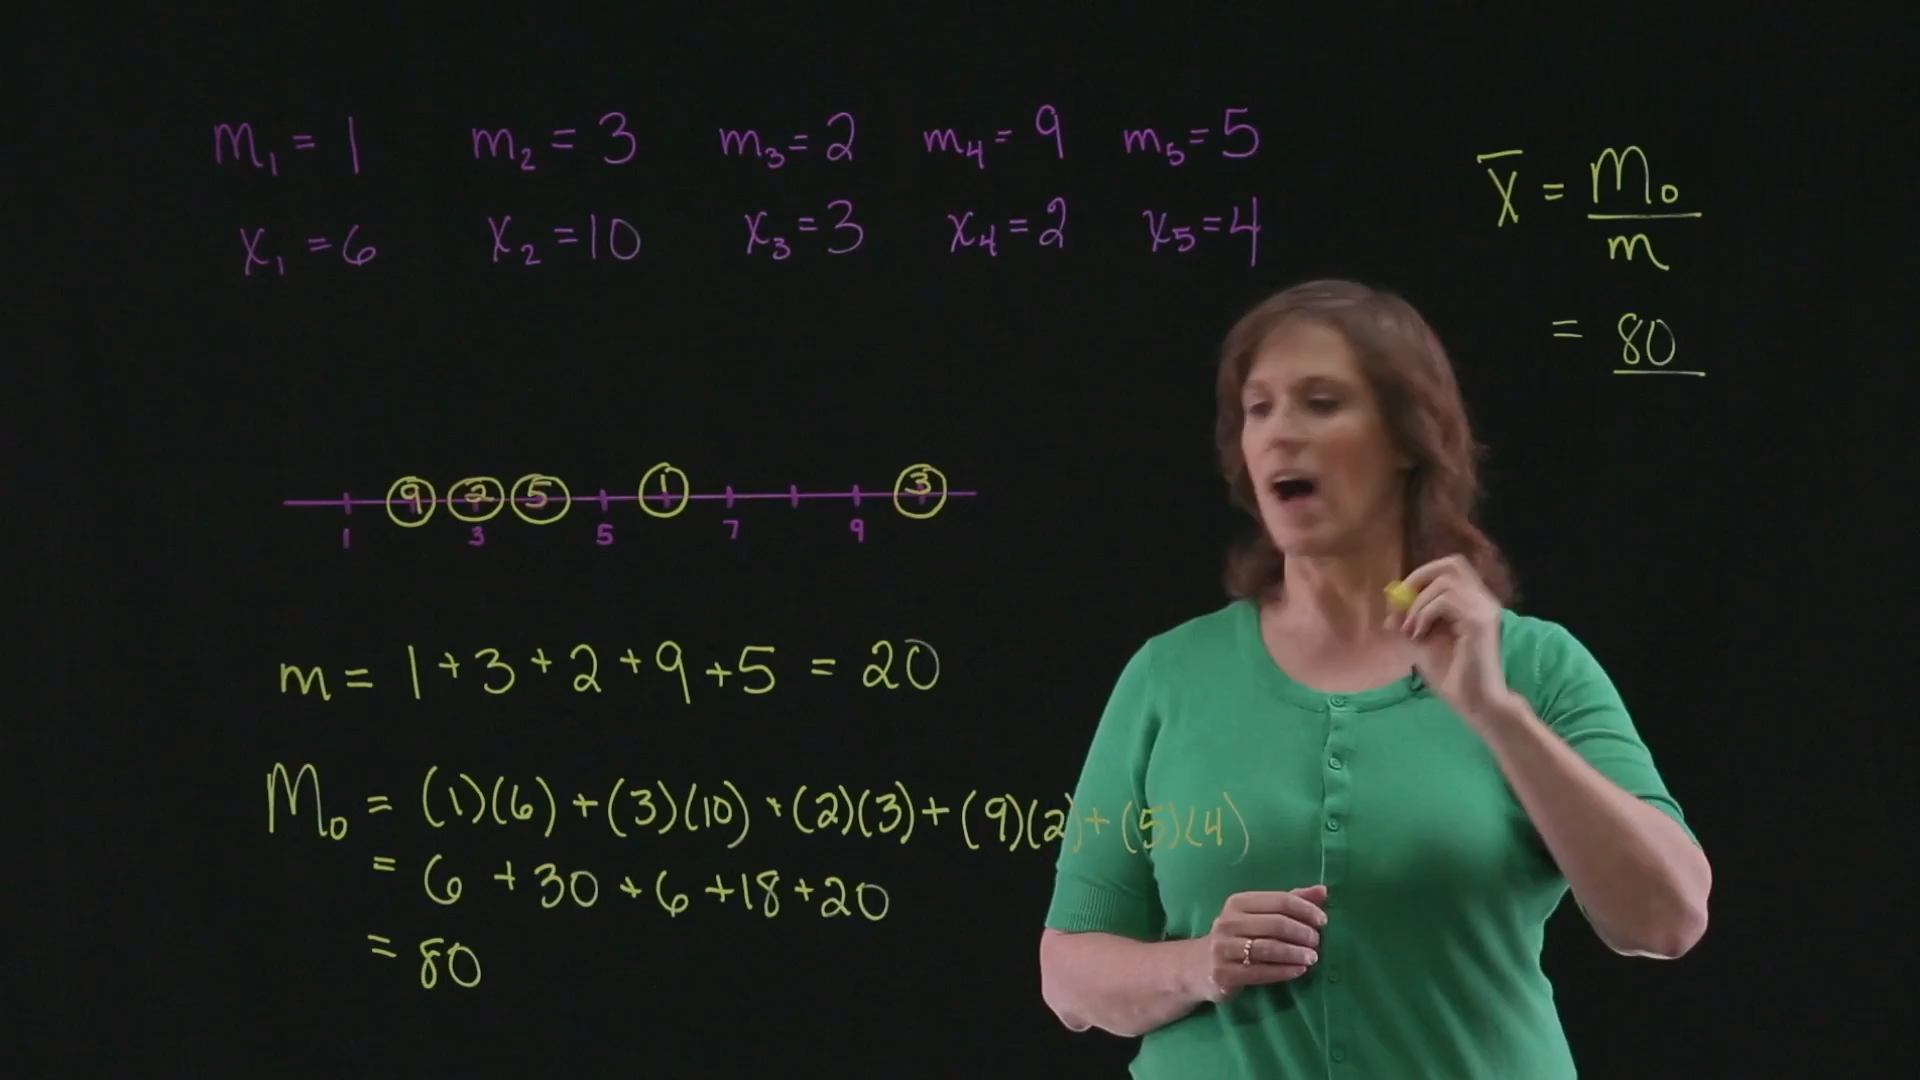 m₁ = 1 m₂ = 3 m₃ = 2 m₄ = 9 m₅ = 5
x₁ = 6 x₂ = 10 x₃ = 3 x₄ = 2 x₅ = 4
x̅ = M₀ / m
= 80
9 2 5 1 3
1 3 5 7 9
m = 1 + 3 + 2 + 9 + 5 = 20
M₀ = (1)(6) + (3)(10) + (2)(3) + (9)(2) + (5)(4)
= 6 + 30 + 6 + 18 + 20
= 80